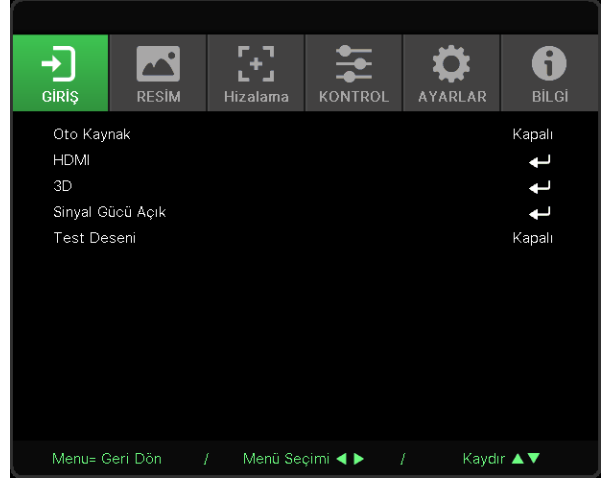 GİRİŞ RESİM Hizalama KONTROL AYARLAR BİLGİ
Oto Kaynak Kapalı
HDMI
3D
Sinyal Gücü Açık
Test Deseni Kapalı
Menu= Geri Dön / Menü Seçimi ◀ ▶ / Kaydır ▲▼